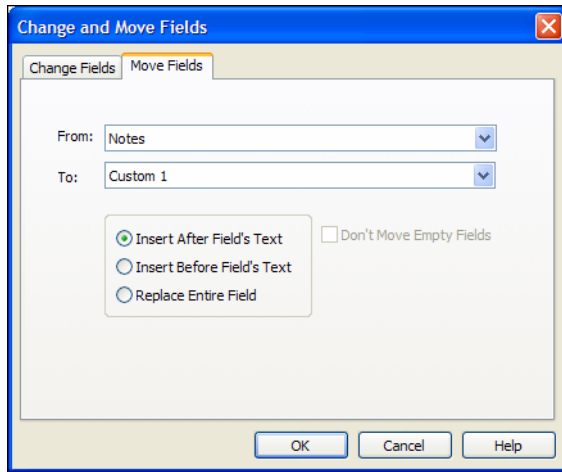 Change and Move Fields
Change Fields Move Fields
From: Notes
To: Custom 1
Insert After Field's Text Don't Move Empty Fields
Insert Before Field's Text
Replace Entire Field
OK Cancel Help